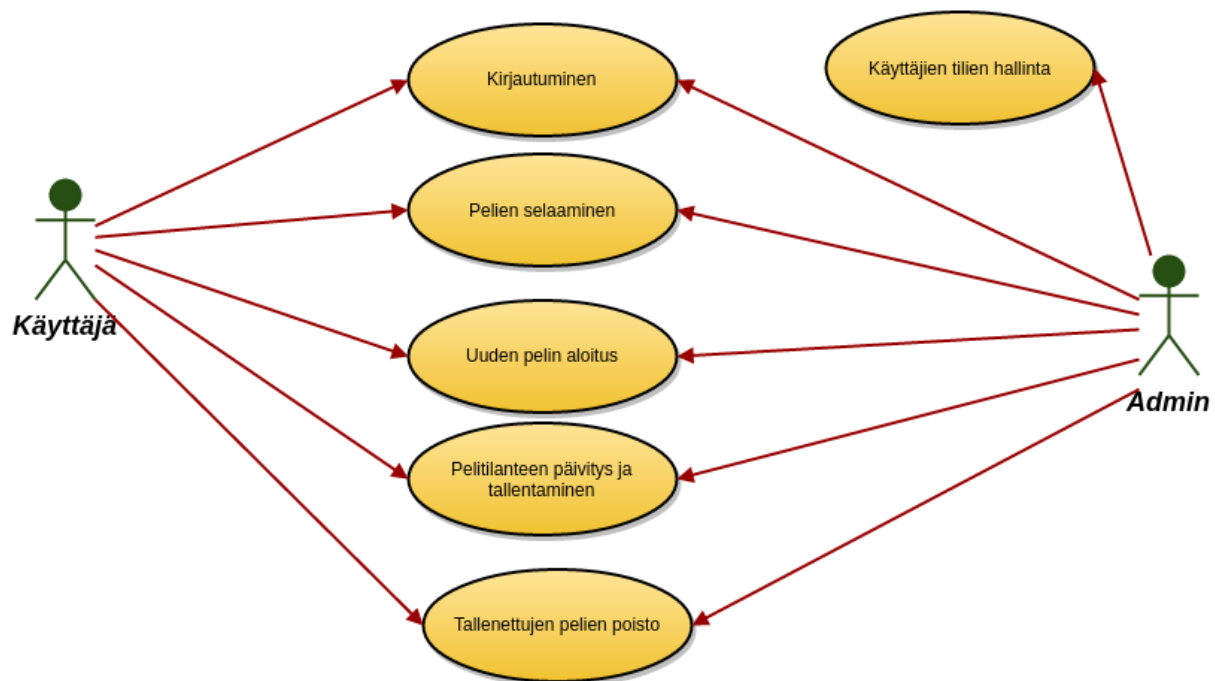 Kirjautuminen
Käyttäjien tilien hallinta
Pelien selaaminen
Käyttäjä
Uuden pelin aloitus
Admin
Pelitilanteen päivitys ja
tallentaminen
Tallenettujen pelien poisto